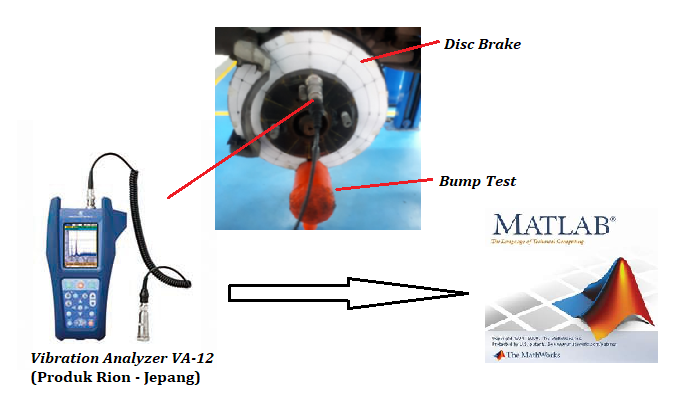 Disc Brake
Bump Test
MATLAB®
The Language of Technical Computing
The MathWorks
Vibration Analyzer VA-12
(Produk Rion - Jepang)